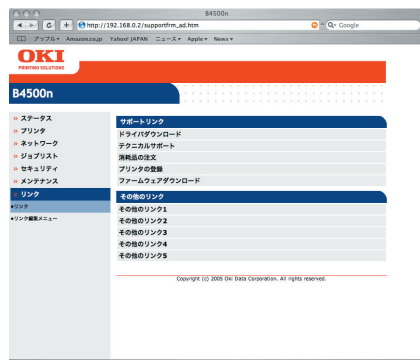 B4500n
http://192.168.0.2/supportfrm_ad.htm
Q- Google
アップル▾ Amazon.co.jp Yahoo! JAPAN ニュース▾ Apple▾ News▾
OKI
PRINTING SOLUTIONS
B4500n
» ステータス
» プリンタ
» ネットワーク
» ジョブリスト
» セキュリティ
» メンテナンス
» リンク
•リンク
•リンク編集メニュー
サポートリンク
ドライバダウンロード
テクニカルサポート
消耗品の注文
プリンタの登録
ファームウェアダウンロード
その他のリンク
その他のリンク1
その他のリンク2
その他のリンク3
その他のリンク4
その他のリンク5
Copyright (c) 2005 Oki Data Corporation. All rights reserved.